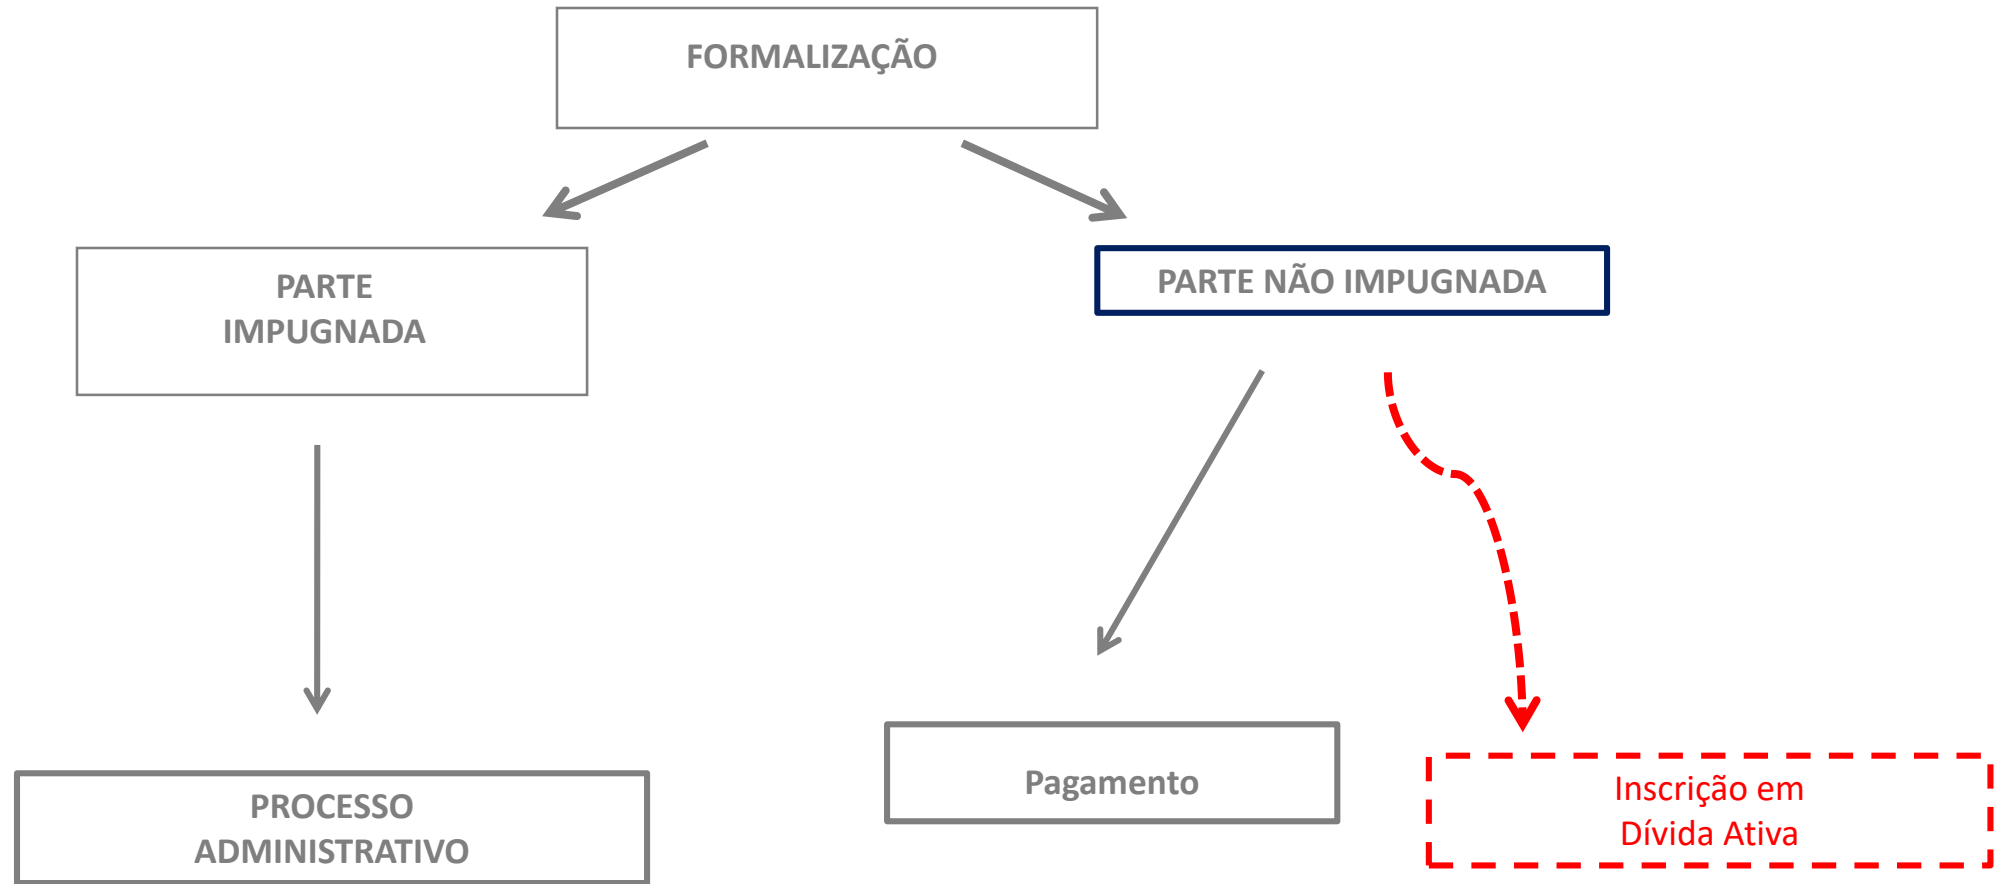 FORMALIZAÇÃO
PARTE
IMPUGNADA
PARTE NÃO IMPUGNADA
PROCESSO
ADMINISTRATIVO
Pagamento
Inscrição em
Dívida Ativa